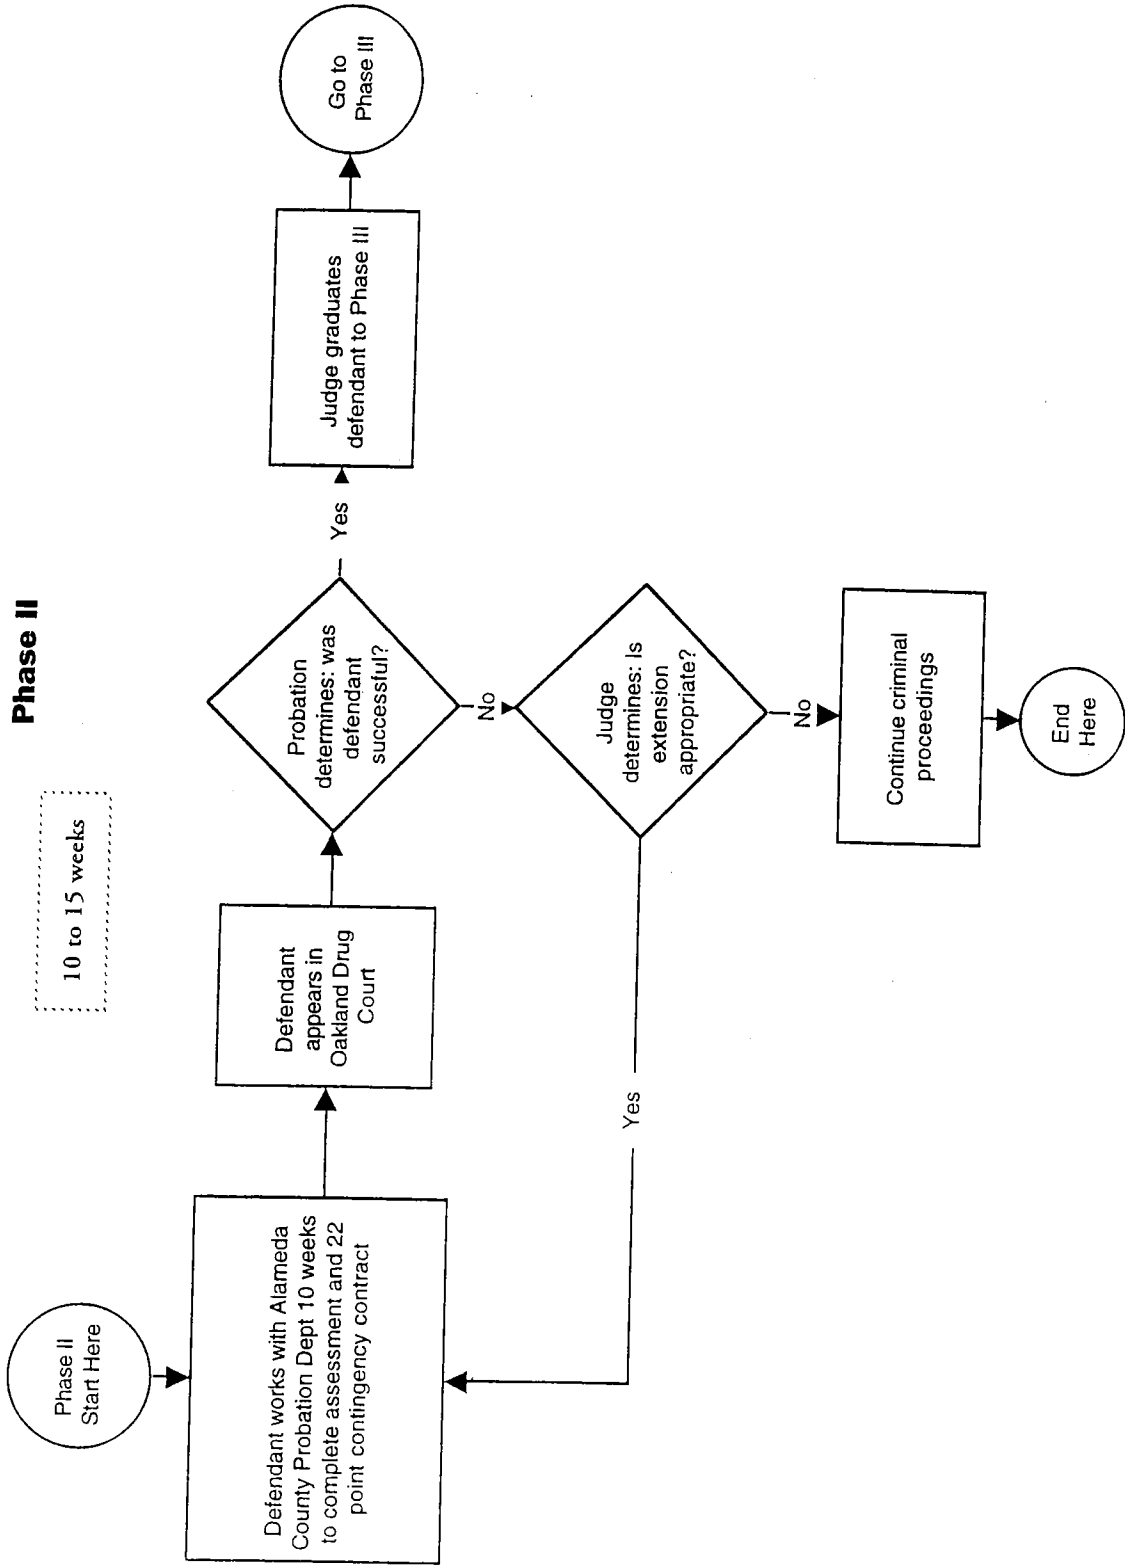 Phase II
10 to 15 weeks
Phase II
Start Here
Defendant works with Alameda
County Probation Dept 10 weeks
to complete assessment and 22
point contingency contract
Defendant
appears in
Oakland Drug
Court
Probation
determines: was
defendant
successful?
Yes
Judge graduates
defendant to Phase III
Go to
Phase III
No
Judge
determines: Is
extension
appropriate?
Yes
No
Continue criminal
proceedings
End
Here